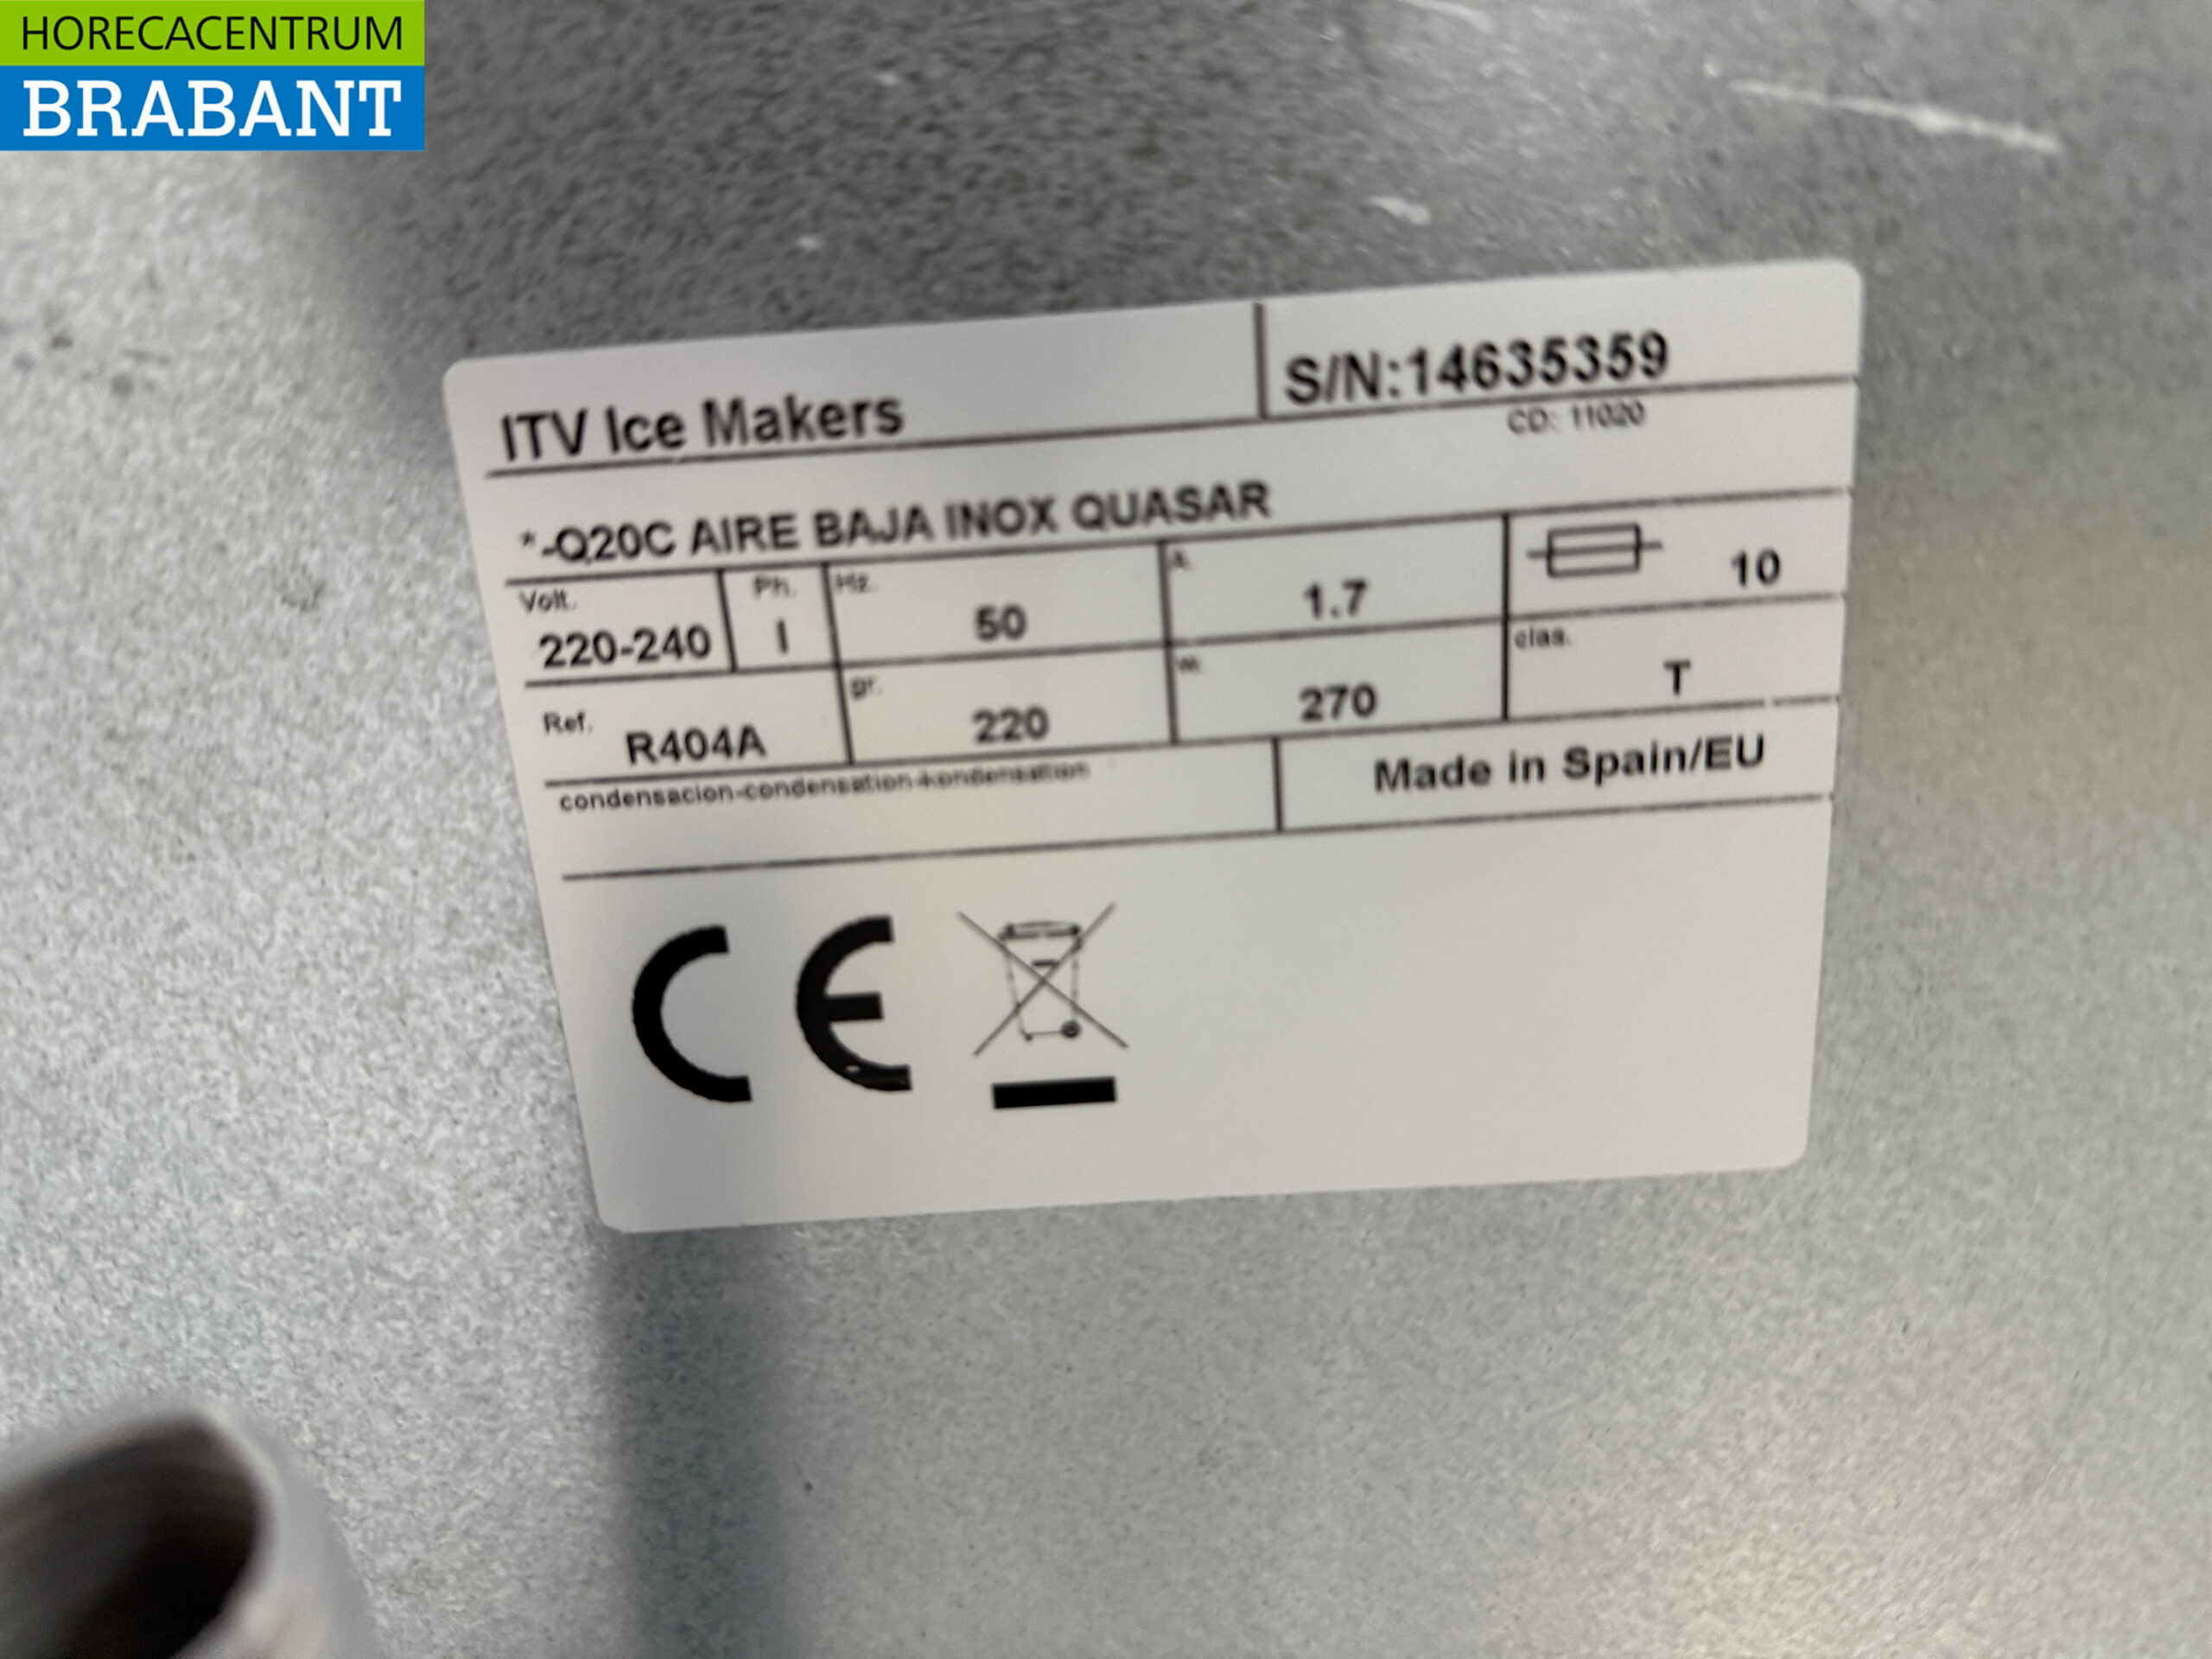 HORECACENTRUM
BRABANT
ITV Ice Makers
S/N:14635359
CD: 11020
*-Q20C AIRE BAJA INOX QUASAR
Volt. Ph. Hz. A.
220-240 I 50 1.7 10
Ref. gr. w. clas.
R404A 220 270 T
condensacion-condensation-kondensation
Made in Spain/EU
CE